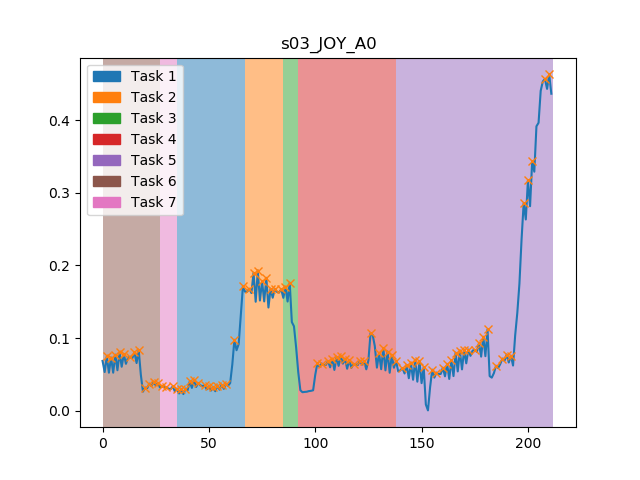 s03_JOY_A0
Task 1
Task 2
Task 3
Task 4
Task 5
Task 6
Task 7
0.4
0.3
0.2
0.1
0.0
0 50 100 150 200